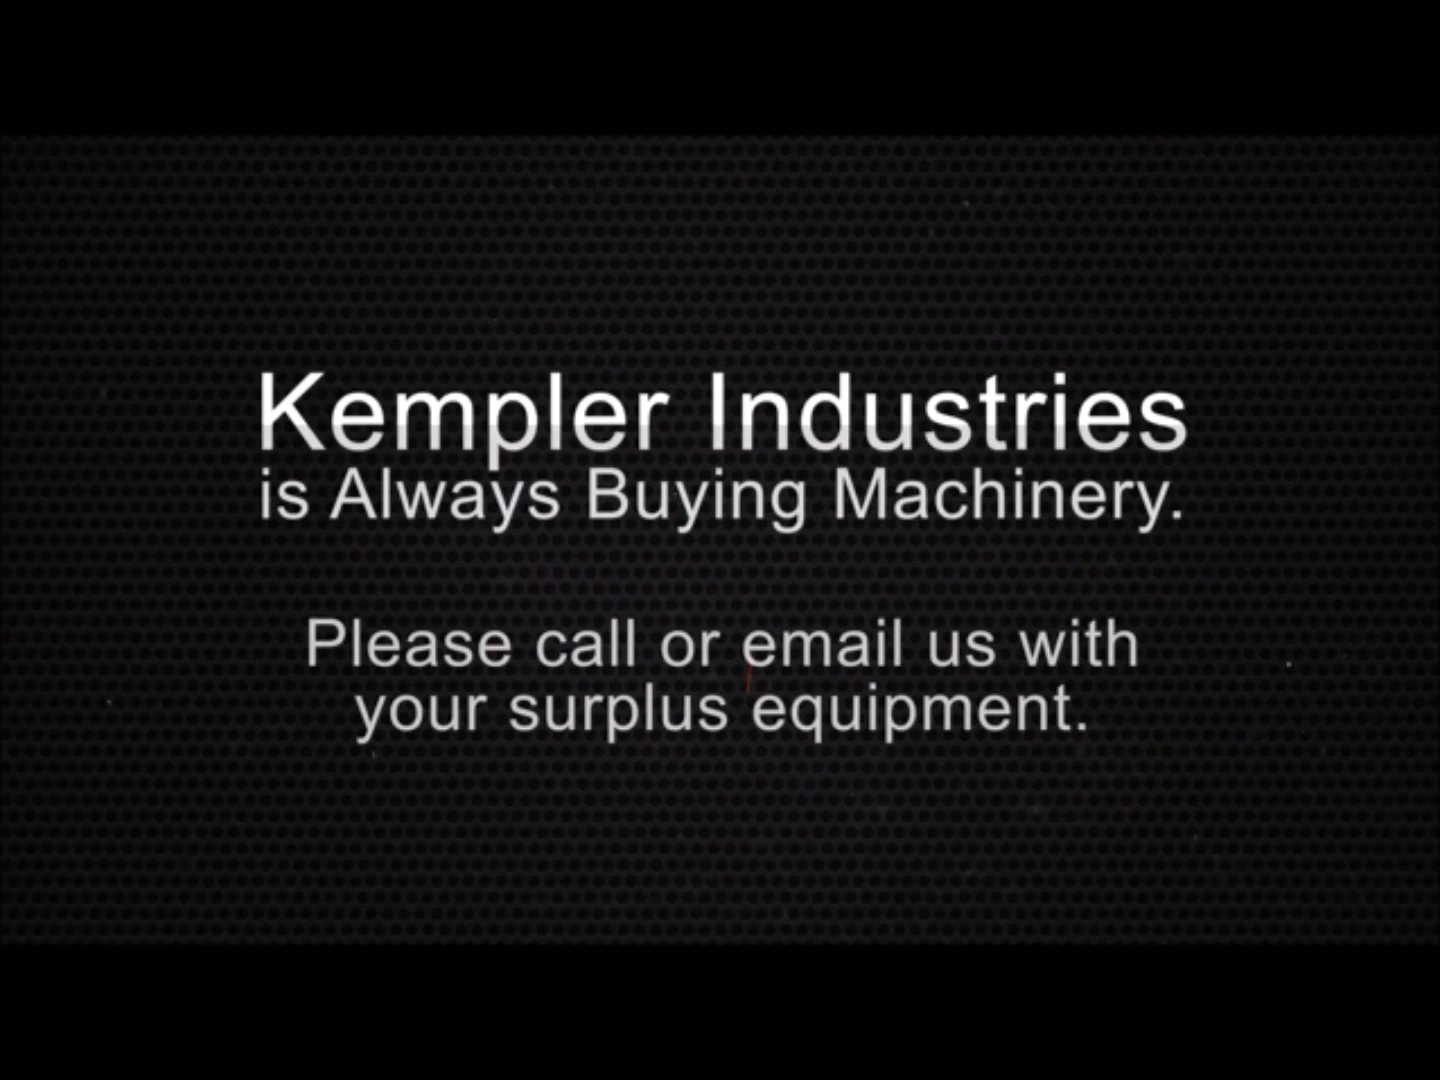 Kempler Industries
is Always Buying Machinery.
Please call or email us with
your surplus equipment.